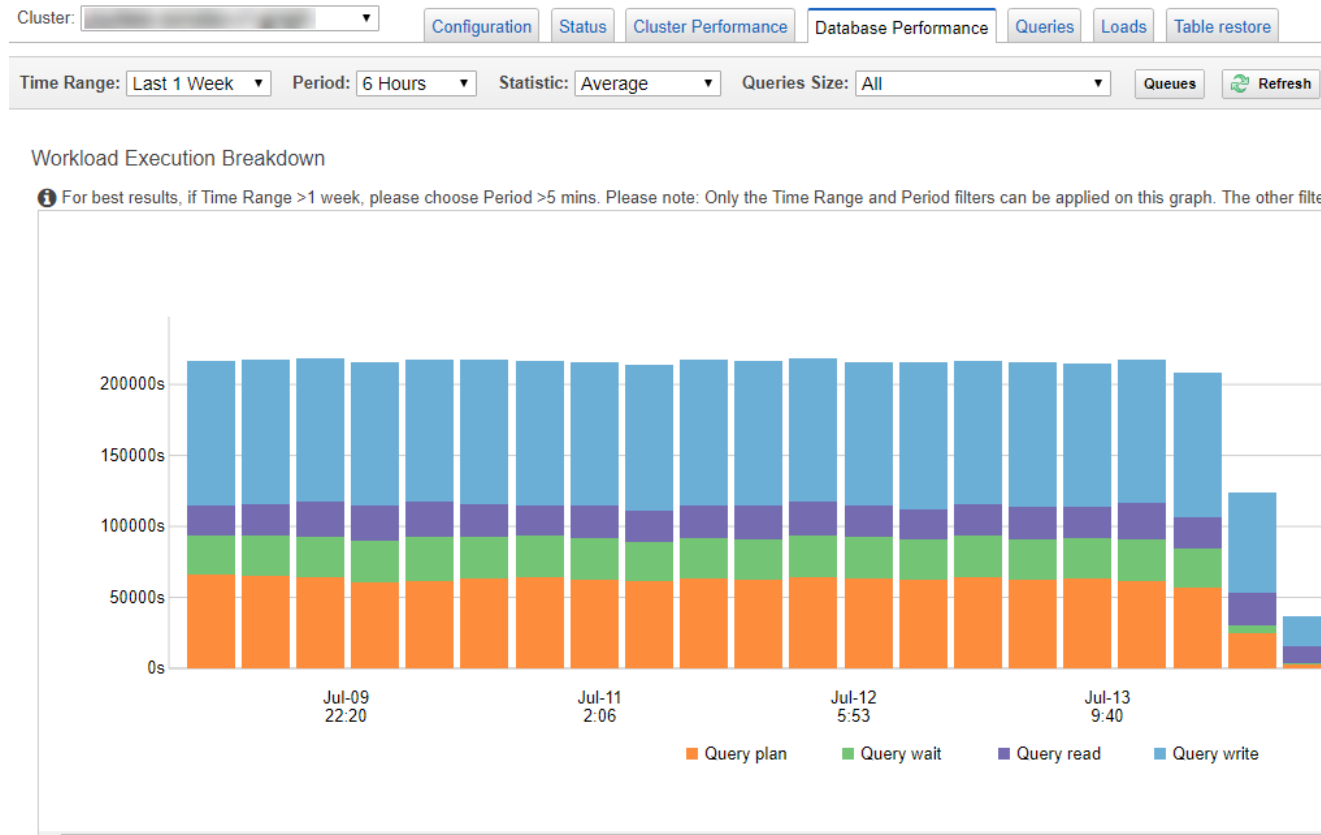 Cluster:
Configuration Status Cluster Performance Database Performance Queries Loads Table restore
Time Range: Last 1 Week Period: 6 Hours Statistic: Average Queries Size: All Queues Refresh
Workload Execution Breakdown
For best results, if Time Range >1 week, please choose Period >5 mins. Please note: Only the Time Range and Period filters can be applied on this graph. The other filte
200000s
150000s
100000s
50000s
0s
Jul-09 Jul-11 Jul-12 Jul-13
22:20 2:06 5:53 9:40
Query plan Query wait Query read Query write